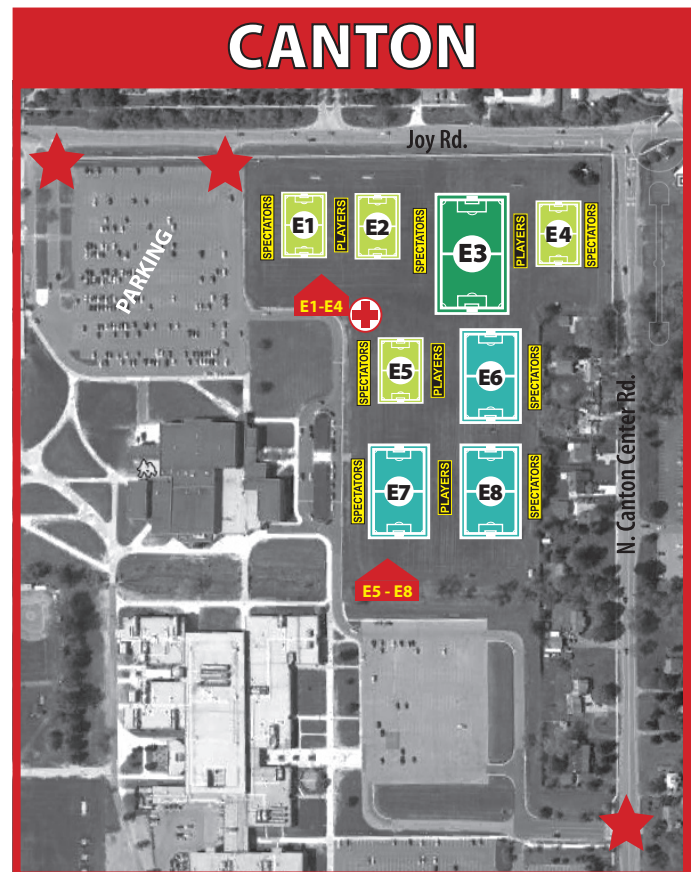 CANTON
Joy Rd.
PARKING
SPECTATORS
E1
PLAYERS
E2
SPECTATORS
E3
PLAYERS
E4
SPECTATORS
E1-E4
SPECTATORS
E5
PLAYERS
E6
SPECTATORS
N. Canton Center Rd.
SPECTATORS
E7
PLAYERS
E8
SPECTATORS
E5 - E8